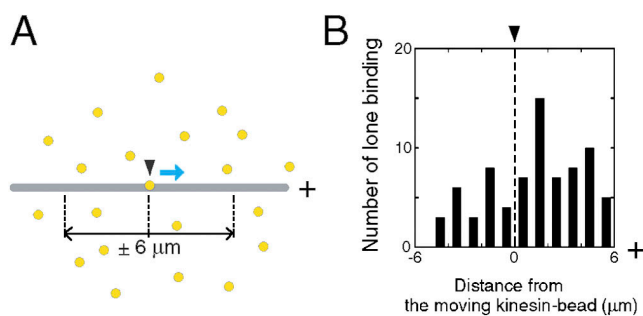 A
+
± 6 µm
B
Number of lone binding
20
10
0
-6
0
6
+
Distance from
the moving kinesin-bead (µm)